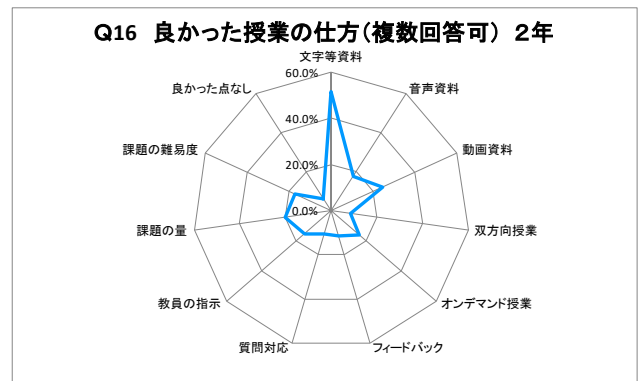 Q16 良かった授業の仕方(複数回答可) 2年
文字等資料
音声資料
動画資料
双方向授業
オンデマンド授業
フィードバック
質問対応
教員の指示
課題の量
課題の難易度
良かった点なし
60.0%
40.0%
20.0%
0.0%